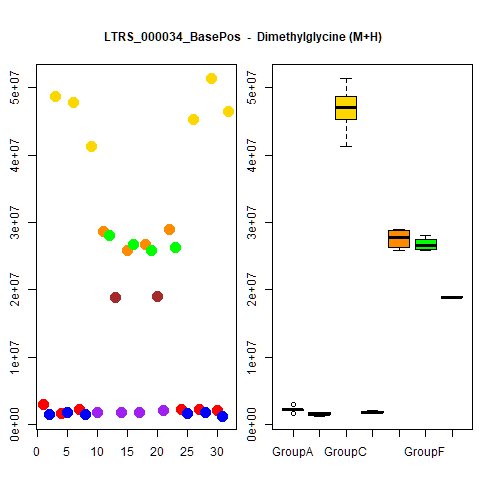 LTRS_000034_BasePos - Dimethylglycine (M+H)
5e+07
4e+07
3e+07
2e+07
1e+07
0e+00
0 5 10 15 20 25 30
5e+07
4e+07
3e+07
2e+07
1e+07
0e+00
GroupA GroupC GroupF